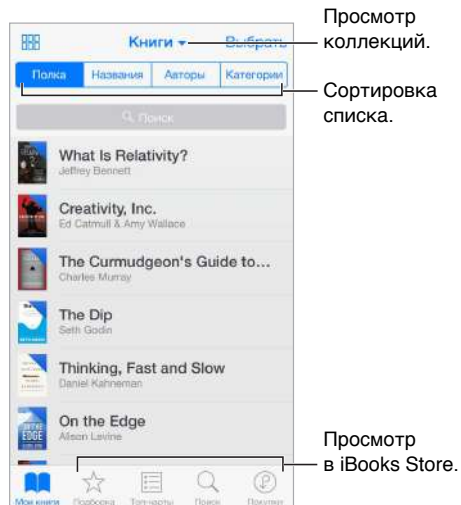 Просмотр
коллекций.
Книги
Выбрать
Полка Названия Авторы Категории
Сортировка
списка.
Поиск
What Is Relativity?
Jeffrey Bennett
Creativity, Inc.
Ed Catmull & Amy Wallace
The Curmudgeon's Guide to...
Charles Murray
The Dip
Seth Godin
Thinking, Fast and Slow
Daniel Kahneman
On the Edge
Alison Levine
Просмотр
в iBooks Store.
Мои книги Подборка Топ-чарты Поиск Покупки